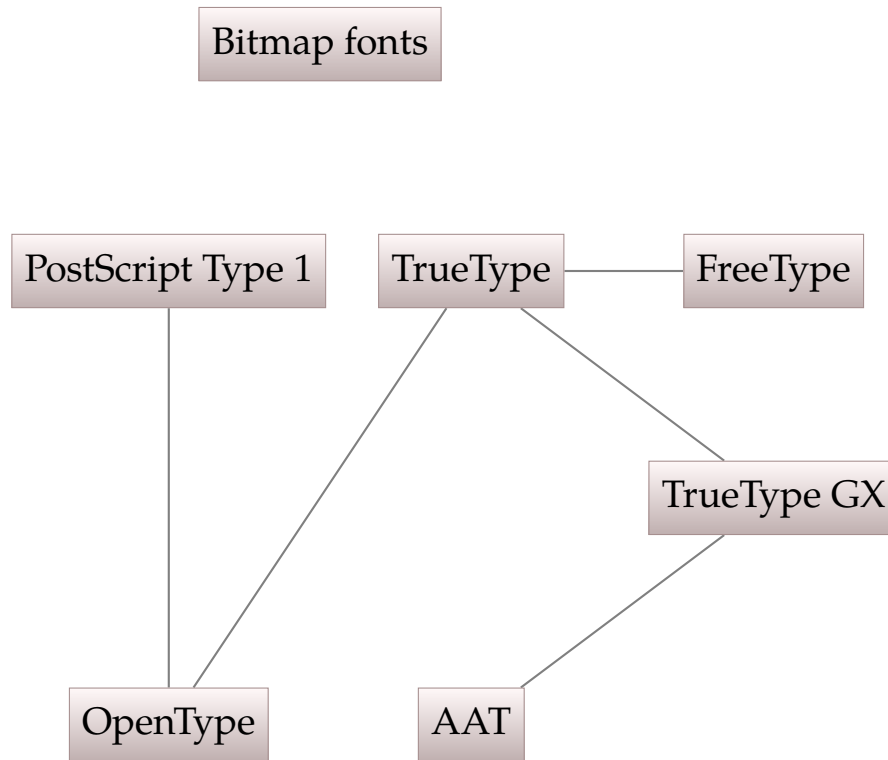 Bitmap fonts
PostScript Type 1
TrueType
FreeType
TrueType GX
OpenType
AAT